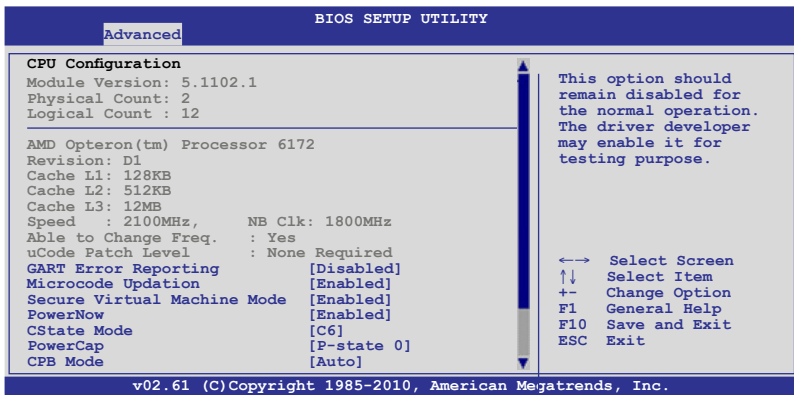 BIOS SETUP UTILITY
Advanced
CPU Configuration
Module Version: 5.1102.1
Physical Count: 2
Logical Count : 12
AMD Opteron(tm) Processor 6172
Revision: D1
Cache L1: 128KB
Cache L2: 512KB
Cache L3: 12MB
Speed : 2100MHz, NB Clk: 1800MHz
Able to Change Freq. : Yes
uCode Patch Level : None Required
GART Error Reporting [Disabled]
Microcode Updation [Enabled]
Secure Virtual Machine Mode [Enabled]
PowerNow [Enabled]
CState Mode [C6]
PowerCap [P-state 0]
CPB Mode [Auto]
This option should
remain disabled for
the normal operation.
The driver developer
may enable it for
testing purpose.
←→ Select Screen
↑↓ Select Item
+- Change Option
F1 General Help
F10 Save and Exit
ESC Exit
v02.61 (C)Copyright 1985-2010, American Megatrends, Inc.